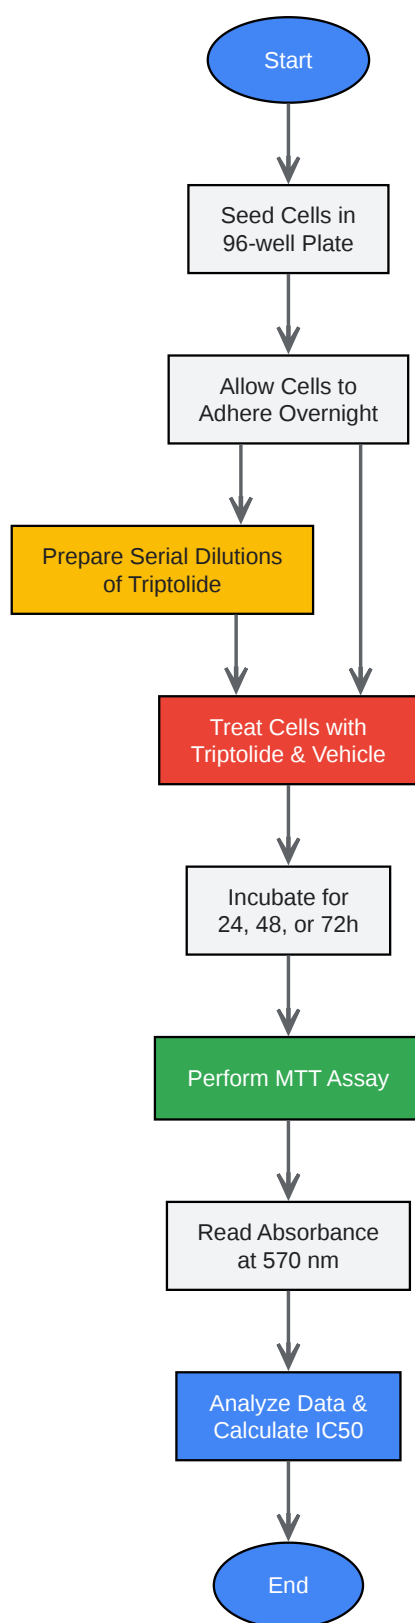 Start
Seed Cells in
96-well Plate
Allow Cells to
Adhere Overnight
Prepare Serial Dilutions
of Triptolide
Treat Cells with
Triptolide & Vehicle
Incubate for
24, 48, or 72h
Perform MTT Assay
Read Absorbance
at 570 nm
Analyze Data &
Calculate IC50
End